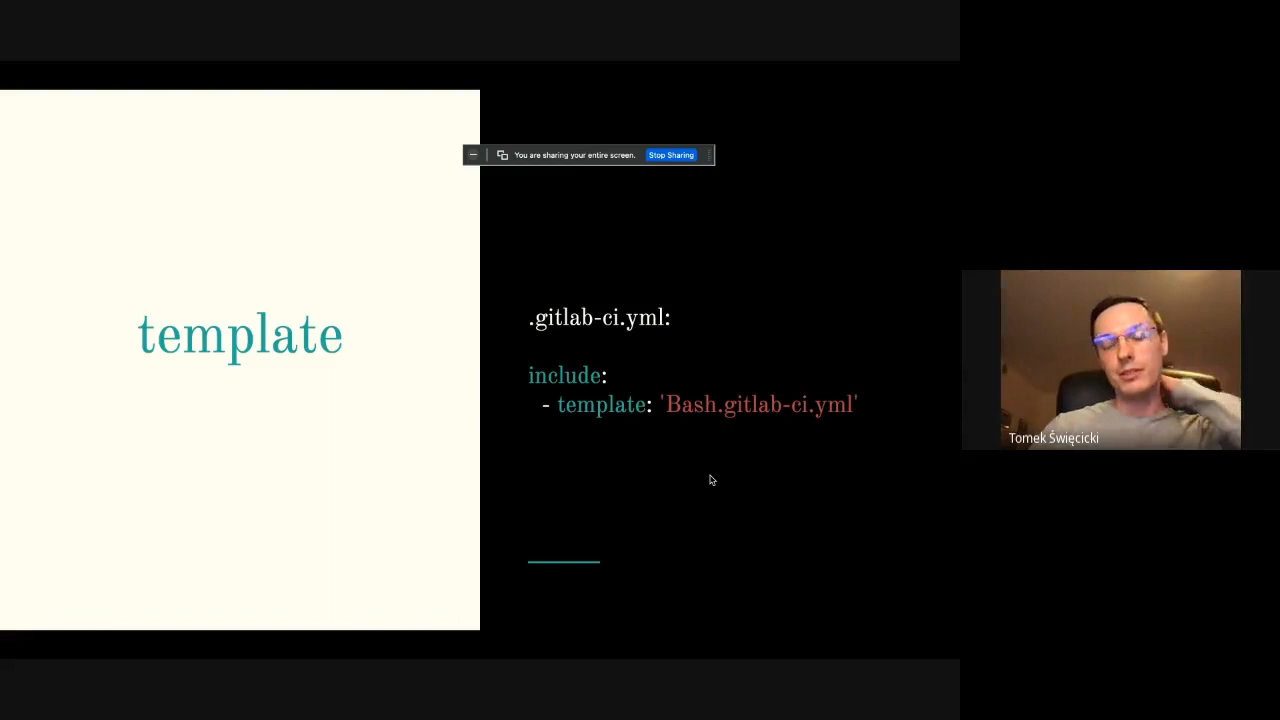 You are sharing your entire screen.
Stop Sharing
template
.gitlab-ci.yml:
include:
- template: 'Bash.gitlab-ci.yml'
Tomek Święcicki